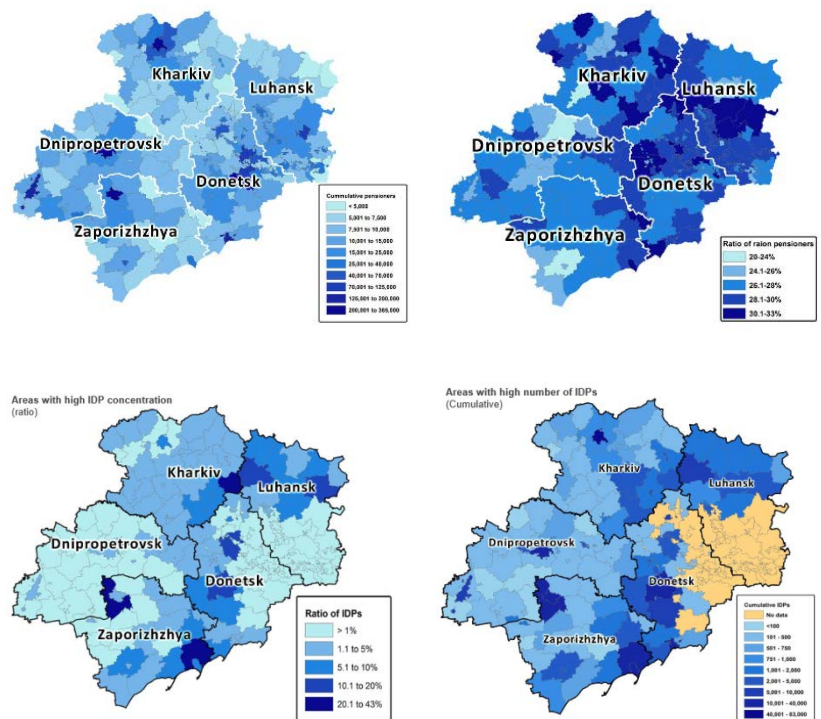 Kharkiv
Luhansk
Dnipropetrovsk
Donetsk
Zaporizhzhya
Cummulative pensioners
< 5,000
5,001 to 7,500
7,501 to 10,000
10,001 to 15,000
15,001 to 25,000
25,001 to 40,000
40,001 to 70,000
70,001 to 125,000
125,001 to 200,000
200,001 to 365,000
Kharkiv
Luhansk
Dnipropetrovsk
Donetsk
Zaporizhzhya
Ratio of raion pensioners
20-24%
24.1-26%
26.1-28%
28.1-30%
30.1-33%
Areas with high IDP concentration
(ratio)
Kharkiv
Luhansk
Dnipropetrovsk
Donetsk
Zaporizhzhya
Ratio of IDPs
> 1%
1.1 to 5%
5.1 to 10%
10.1 to 20%
20.1 to 43%
Areas with high number of IDPs
(Cumulative)
Kharkiv
Luhansk
Dnipropetrovsk
Donetsk
Zaporizhzhya
Cumulative IDPs
No data
<100
101 - 500
501 - 750
751 - 1,000
1,001 - 2,000
2,001 - 5,000
5,001 - 10,000
10,001 - 40,000
40,001 - 83,000